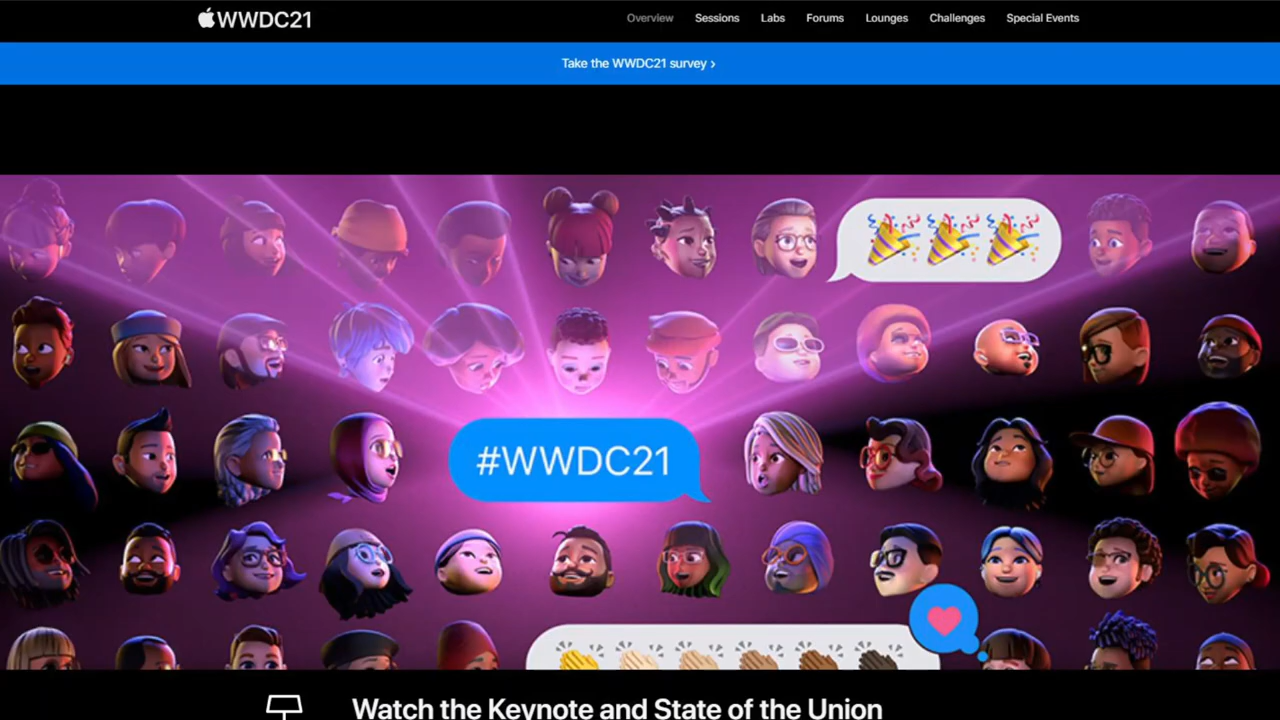 WWDC21
Overview Sessions Labs Forums Lounges Challenges Special Events
Take the WWDC21 survey ›
#WWDC21
Watch the Keynote and State of the Union